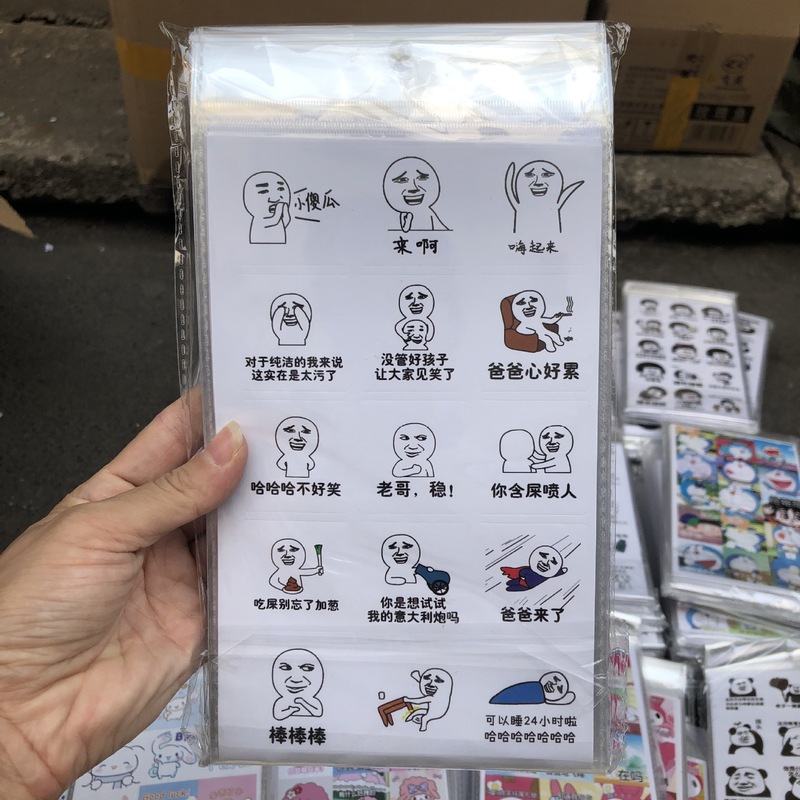 小傻瓜
来啊
嗨起来
对于纯洁的我来说
这实在是太污了
没管好孩子
让大家见笑了
爸爸心好累
哈哈哈不好笑
老哥，稳！
你含屎喷人
吃屎别忘了加葱
你是想试试
我的意大利炮吗
爸爸来了
棒棒棒
可以睡24小时啦
哈哈哈哈哈哈哈
在吗